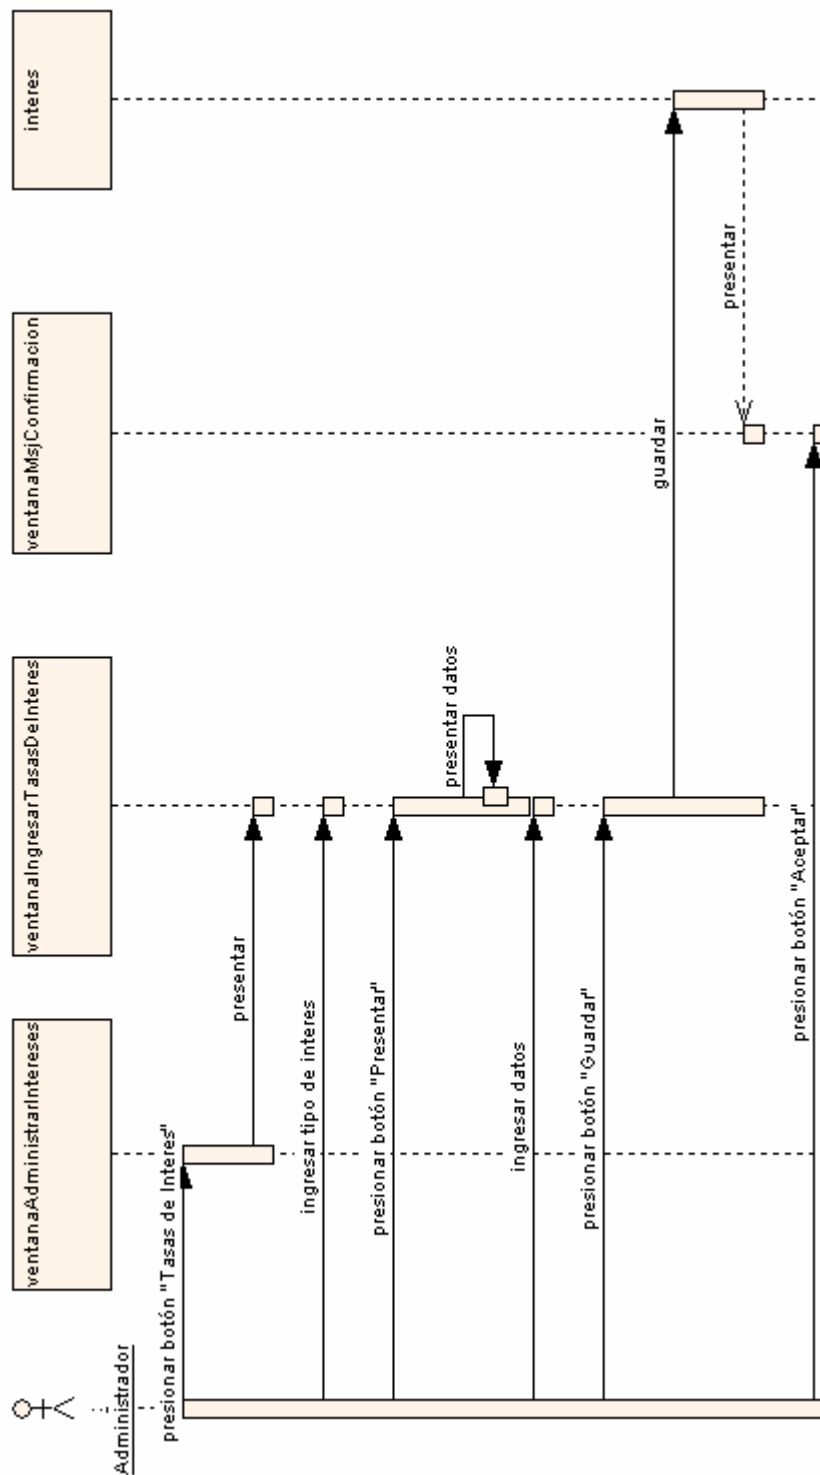 Administrador
ventanaAdministrarIntereses
ventanaIngresarTasasDeInteres
ventanaMsjConfirmacion
interes
presionar botón "Tasas de Interes"
presentar
ingresar tipo de interes
presionar botón "Presentar"
presentar datos
ingresar datos
presionar botón "Guardar"
guardar
presentar
presionar botón "Aceptar"